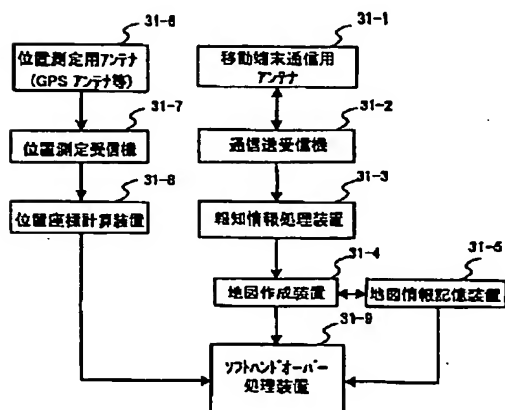 31-6
位置測定用アンテナ
(GPS アンテナ等)
31-1
移動端末通信用
アンテナ
31-7
位置測定受信機
31-2
通信送受信機
31-8
位置座標計算装置
31-3
報知情報処理装置
31-4
地図作成装置
31-5
地図情報記憶装置
31-9
ソフトハンドオーバー
処理装置